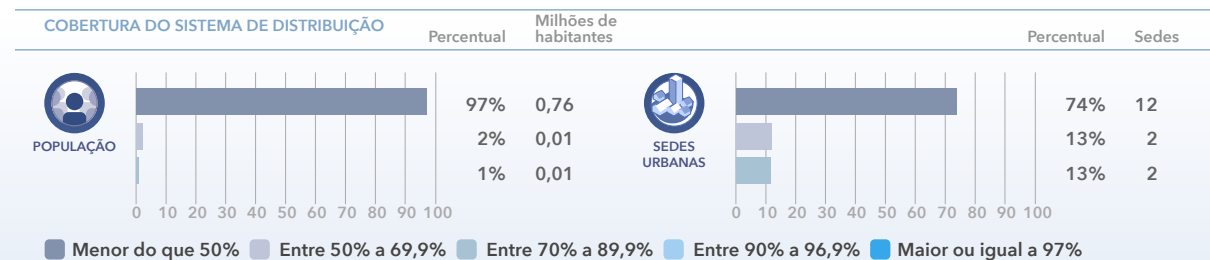 COBERTURA DO SISTEMA DE DISTRIBUIÇÃO
Percentual
Milhões de
habitantes
Percentual
Sedes
POPULAÇÃO
97% 0,76
2% 0,01
1% 0,01
0 10 20 30 40 50 60 70 80 90 100
SEDES
URBANAS
74% 12
13% 2
13% 2
0 10 20 30 40 50 60 70 80 90 100
Menor do que 50% Entre 50% a 69,9% Entre 70% a 89,9% Entre 90% a 96,9% Maior ou igual a 97%